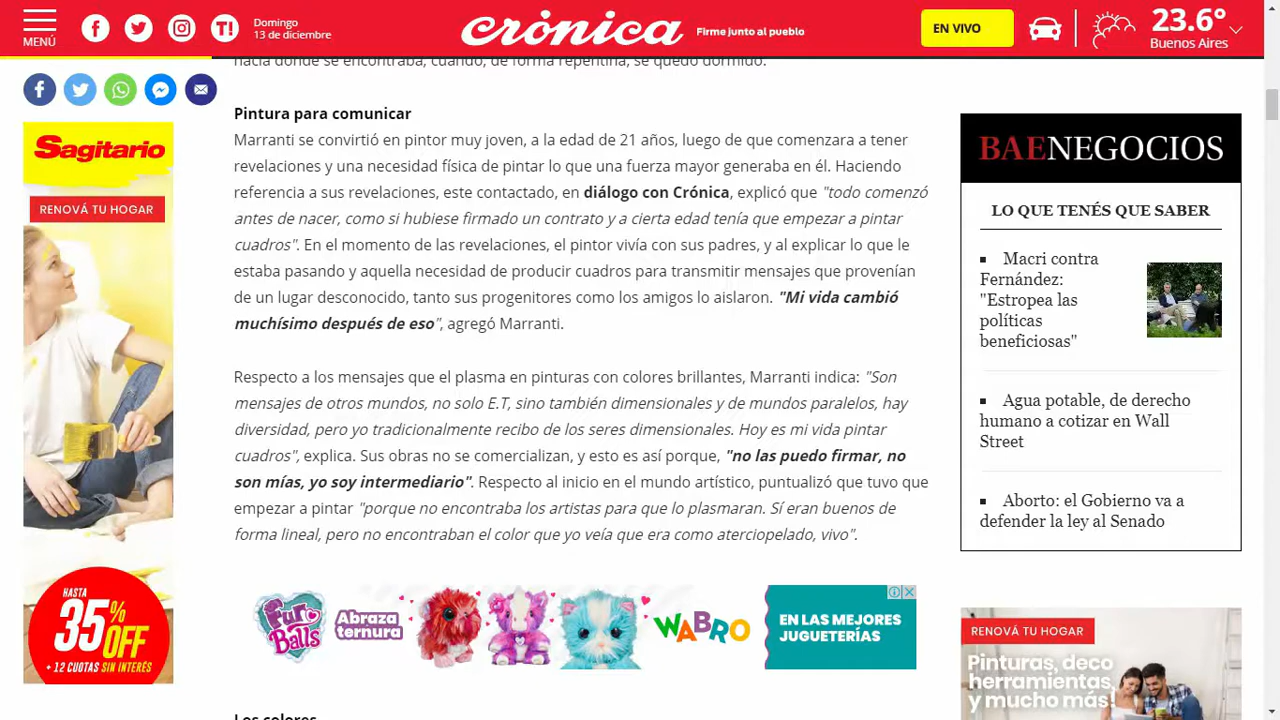 MENÚ
Domingo
13 de diciembre
crónica
Firme junto al pueblo
EN VIVO
23.6°
Buenos Aires
hacia donde se encontraba, cuando, de forma repentina, se quedó dormido.
Pintura para comunicar
Marranti se convirtió en pintor muy joven, a la edad de 21 años, luego de que comenzara a tener
revelaciones y una necesidad física de pintar lo que una fuerza mayor generaba en él. Haciendo
referencia a sus revelaciones, este contactado, en diálogo con Crónica, explicó que "todo comenzó
antes de nacer, como si hubiese firmado un contrato y a cierta edad tenía que empezar a pintar
cuadros". En el momento de las revelaciones, el pintor vivía con sus padres, y al explicar lo que le
estaba pasando y aquella necesidad de producir cuadros para transmitir mensajes que provenían
de un lugar desconocido, tanto sus progenitores como los amigos lo aislaron. "Mi vida cambió
muchísimo después de eso", agregó Marranti.
Respecto a los mensajes que el plasma en pinturas con colores brillantes, Marranti indica: "Son
mensajes de otros mundos, no solo E.T, sino también dimensionales y de mundos paralelos, hay
diversidad, pero yo tradicionalmente recibo de los seres dimensionales. Hoy es mi vida pintar
cuadros", explica. Sus obras no se comercializan, y esto es así porque, "no las puedo firmar, no
son mías, yo soy intermediario". Respecto al inicio en el mundo artístico, puntualizó que tuvo que
empezar a pintar "porque no encontraba los artistas para que lo plasmaran. Sí eran buenos de
forma lineal, pero no encontraban el color que yo veía que era como aterciopelado, vivo".
Sagitario
RENOVÁ TU HOGAR
HASTA
35% OFF
+ 12 CUOTAS SIN INTERÉS
Fur Balls
Abraza
ternura
WABRO
EN LAS MEJORES
JUGUETERÍAS
Los colores
BAENEGOCIOS
LO QUE TENÉS QUE SABER
Macri contra
Fernández:
"Estropea las
políticas
beneficiosas"
Agua potable, de derecho
humano a cotizar en Wall
Street
Aborto: el Gobierno va a
defender la ley al Senado
RENOVÁ TU HOGAR
Pinturas, deco
herramientas,
y mucho más!